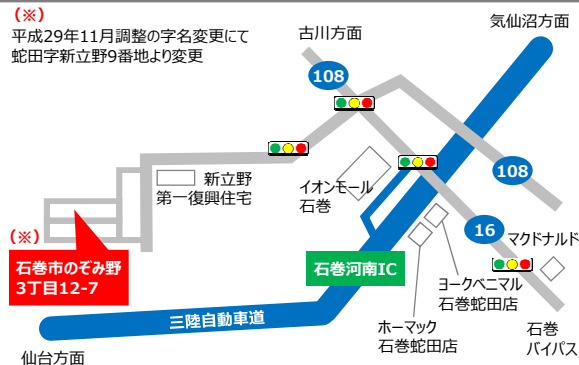 (※)
平成29年11月調整の字名変更にて
蛇田字新立野9番地より変更
古川方面
気仙沼方面
108
新立野
第一復興住宅
イオンモール
石巻
108
(※)
石巻市のぞみ野
3丁目12-7
石巻河南IC
16
マクドナルド
ヨークベニマル
石巻蛇田店
三陸自動車道
ホーマック
石巻蛇田店
石巻
バイパス
仙台方面